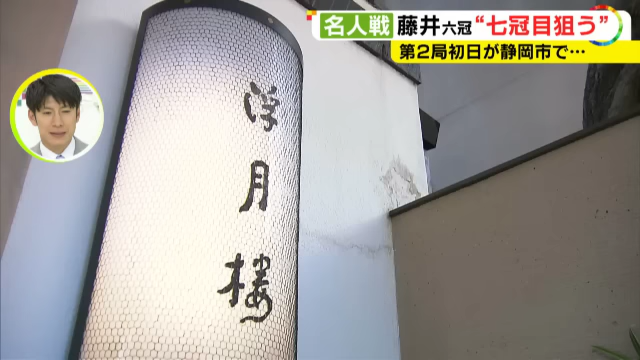 名人戦 藤井六冠 “七冠目狙う”
第2局初日が静岡市で…
浮月楼